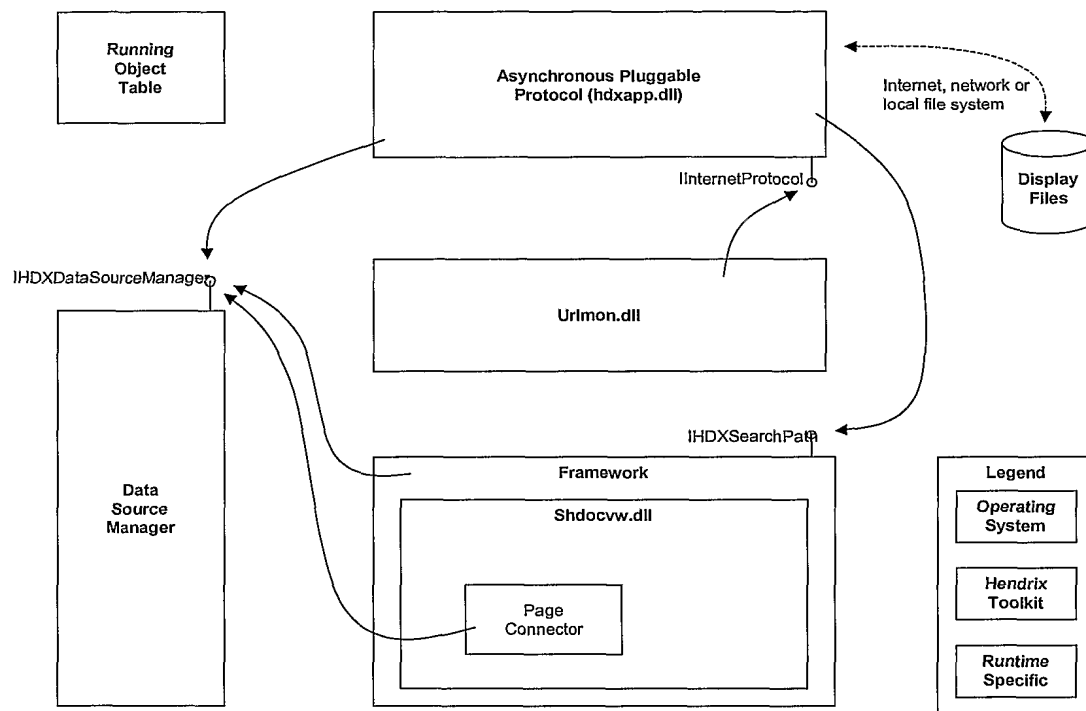 Running
Object
Table
Asynchronous Pluggable
Protocol (hdxapp.dll)
Internet, network or
local file system
Display
Files
IInternetProtocol
IHDXDataSourceManager
Urlmon.dll
IHDXSearchPath
Data
Source
Manager
Framework
Shdocvw.dll
Page
Connector
Legend
Operating
System
Hendrix
Toolkit
Runtime
Specific